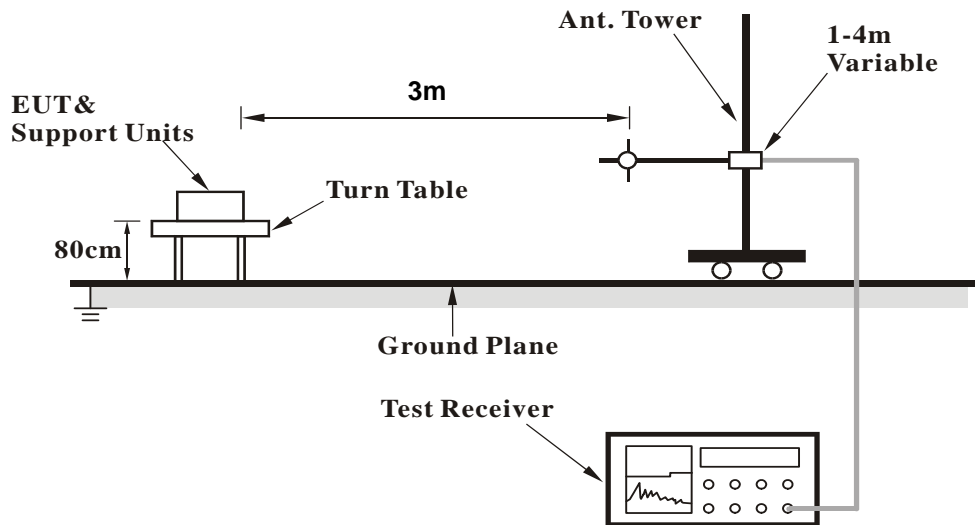 Ant. Tower
1-4m
Variable
3m
EUT&
Support Units
Turn Table
80cm
Ground Plane
Test Receiver